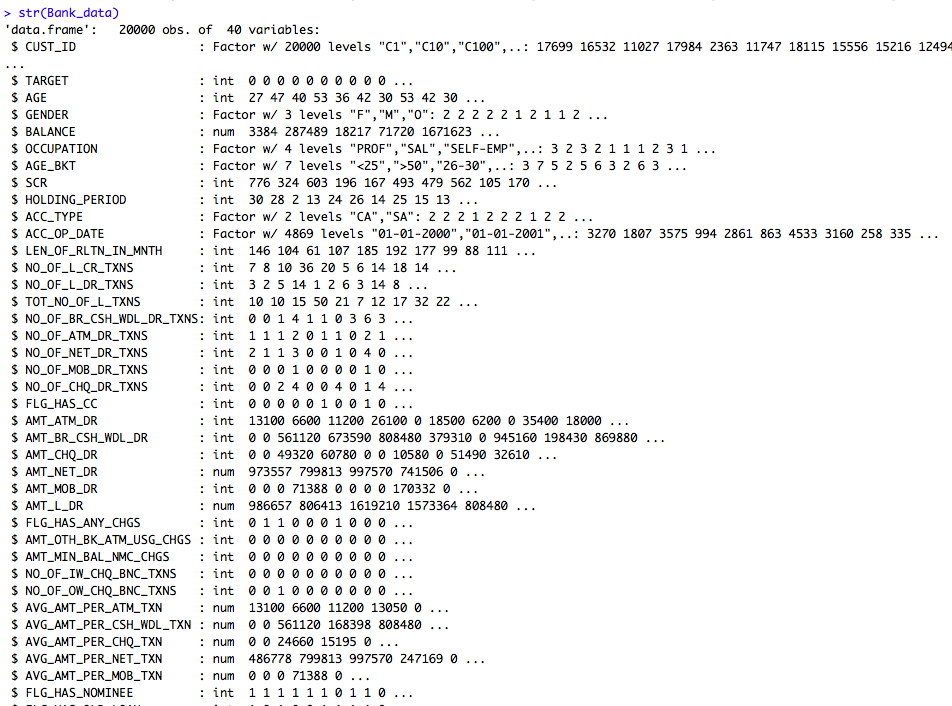 > str(Bank_data)
'data.frame':   20000 obs. of  40 variables:
 $ CUST_ID                  : Factor w/ 20000 levels "C1","C10","C100",..: 17699 16532 11027 17984 2363 11747 18115 15556 15216 12494
...
 $ TARGET                   : int  0 0 0 0 0 0 0 0 0 0 ...
 $ AGE                      : int  27 47 40 53 36 42 30 53 42 30 ...
 $ GENDER                   : Factor w/ 3 levels "F","M","O": 2 2 2 2 2 1 2 1 1 2 ...
 $ BALANCE                  : num  3384 287489 18217 71720 1671623 ...
 $ OCCUPATION               : Factor w/ 4 levels "PROF","SAL","SELF-EMP",..: 3 2 3 2 1 1 1 2 3 1 ...
 $ AGE_BKT                  : Factor w/ 7 levels "<25",">50","26-30",..: 3 7 5 2 5 6 3 2 6 3 ...
 $ SCR                      : int  776 324 603 196 167 493 479 562 105 170 ...
 $ HOLDING_PERIOD           : int  30 28 2 13 24 26 14 25 15 13 ...
 $ ACC_TYPE                 : Factor w/ 2 levels "CA","SA": 2 2 2 1 2 2 2 1 2 2 ...
 $ ACC_OP_DATE              : Factor w/ 4869 levels "01-01-2000","01-01-2001",..: 3270 1807 3575 994 2861 863 4533 3160 258 335 ...
 $ LEN_OF_RLTN_IN_MNTH      : int  146 104 61 107 185 192 177 99 88 111 ...
 $ NO_OF_L_CR_TXNS          : int  7 8 10 36 20 5 6 14 18 14 ...
 $ NO_OF_L_DR_TXNS          : int  3 2 5 14 1 2 6 3 14 8 ...
 $ TOT_NO_OF_L_TXNS         : int  10 10 15 50 21 7 12 17 32 22 ...
 $ NO_OF_BR_CSH_WDL_DR_TXNS: int  0 0 1 4 1 1 0 3 6 3 ...
 $ NO_OF_ATM_DR_TXNS        : int  1 1 1 2 0 1 1 0 2 1 ...
 $ NO_OF_NET_DR_TXNS        : int  2 1 1 3 0 0 1 0 4 0 ...
 $ NO_OF_MOB_DR_TXNS        : int  0 0 0 1 0 0 0 0 1 0 ...
 $ NO_OF_CHQ_DR_TXNS        : int  0 0 2 4 0 0 4 0 1 4 ...
 $ FLG_HAS_CC               : int  0 0 0 0 0 1 0 0 1 0 ...
 $ AMT_ATM_DR               : int  13100 6600 11200 26100 0 18500 6200 0 35400 18000 ...
 $ AMT_BR_CSH_WDL_DR        : int  0 0 561120 673590 808480 379310 0 945160 198430 869880 ...
 $ AMT_CHQ_DR               : int  0 0 49320 60780 0 0 10580 0 51490 32610 ...
 $ AMT_NET_DR               : num  973557 799813 997570 741506 0 ...
 $ AMT_MOB_DR               : int  0 0 0 71388 0 0 0 0 170332 0 ...
 $ AMT_L_DR                 : num  986657 806413 1619210 1573364 808480 ...
 $ FLG_HAS_ANY_CHGS         : int  0 1 1 0 0 0 1 0 0 0 ...
 $ AMT_OTH_BK_ATM_USG_CHGS  : int  0 0 0 0 0 0 0 0 0 0 ...
 $ AMT_MIN_BAL_NMC_CHGS     : int  0 0 0 0 0 0 0 0 0 0 ...
 $ NO_OF_IW_CHQ_BNC_TXNS    : int  0 0 0 0 0 0 0 0 0 0 ...
 $ NO_OF_OW_CHQ_BNC_TXNS    : int  0 0 1 0 0 0 0 0 0 0 ...
 $ AVG_AMT_PER_ATM_TXN      : num  13100 6600 11200 13050 0 ...
 $ AVG_AMT_PER_CSH_WDL_TXN  : num  0 0 561120 168398 808480 ...
 $ AVG_AMT_PER_CHQ_TXN      : num  0 0 24660 15195 0 ...
 $ AVG_AMT_PER_NET_TXN      : num  486778 799813 997570 247169 0 ...
 $ AVG_AMT_PER_MOB_TXN      : num  0 0 0 71388 0 ...
 $ FLG_HAS_NOMINEE          : int  1 1 1 1 1 1 0 1 1 0 ...